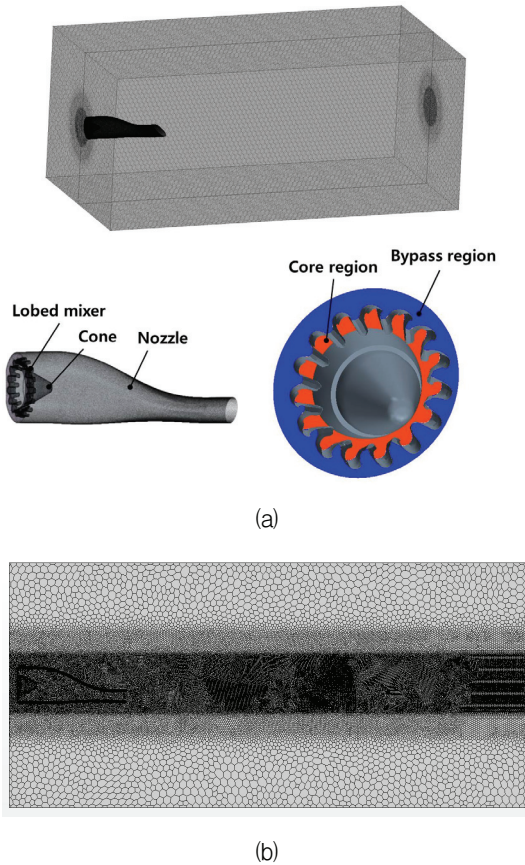 Core region
Bypass region
Lobed mixer
Cone
Nozzle
(a)
(b)